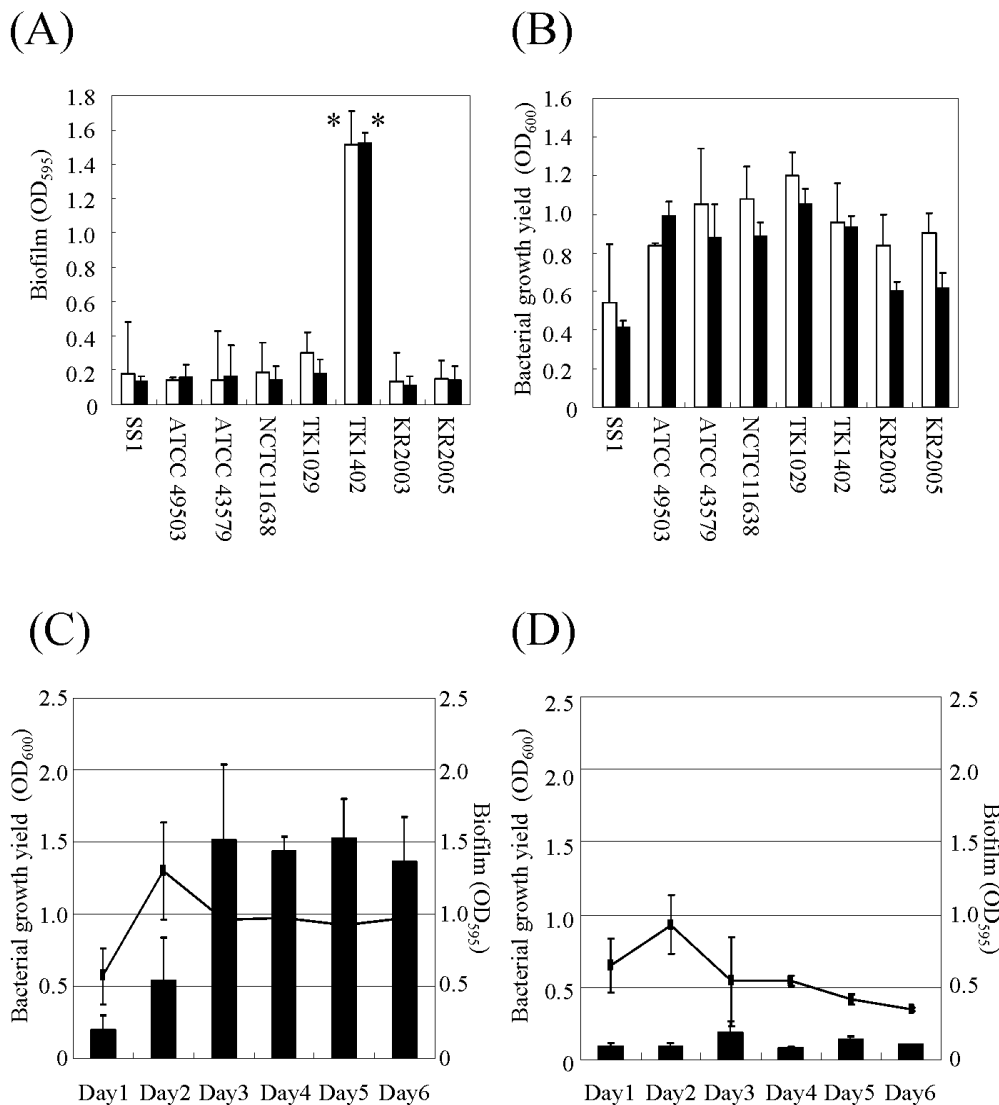 (A)
Biofilm (OD595)
1.8
1.6
1.4
1.2
1.0
0.8
0.6
0.4
0.2
0
* *
SS1
ATCC 49503
ATCC 43579
NCTC11638
TK1029
TK1402
KR2003
KR2005
(B)
Bacterial growth yield (OD600)
1.6
1.4
1.2
1.0
0.8
0.6
0.4
0.2
0
SS1
ATCC 49503
ATCC 43579
NCTC11638
TK1029
TK1402
KR2003
KR2005
(C)
Bacterial growth yield (OD600)
2.5
2.0
1.5
1.0
0.5
0
2.5
2.0
1.5
1.0
0.5
0
Biofilm (OD595)
Day1 Day2 Day3 Day4 Day5 Day6
(D)
Bacterial growth yield (OD600)
2.5
2.0
1.5
1.0
0.5
0
2.5
2.0
1.5
1.0
0.5
0
Biofilm (OD595)
Day1 Day2 Day3 Day4 Day5 Day6